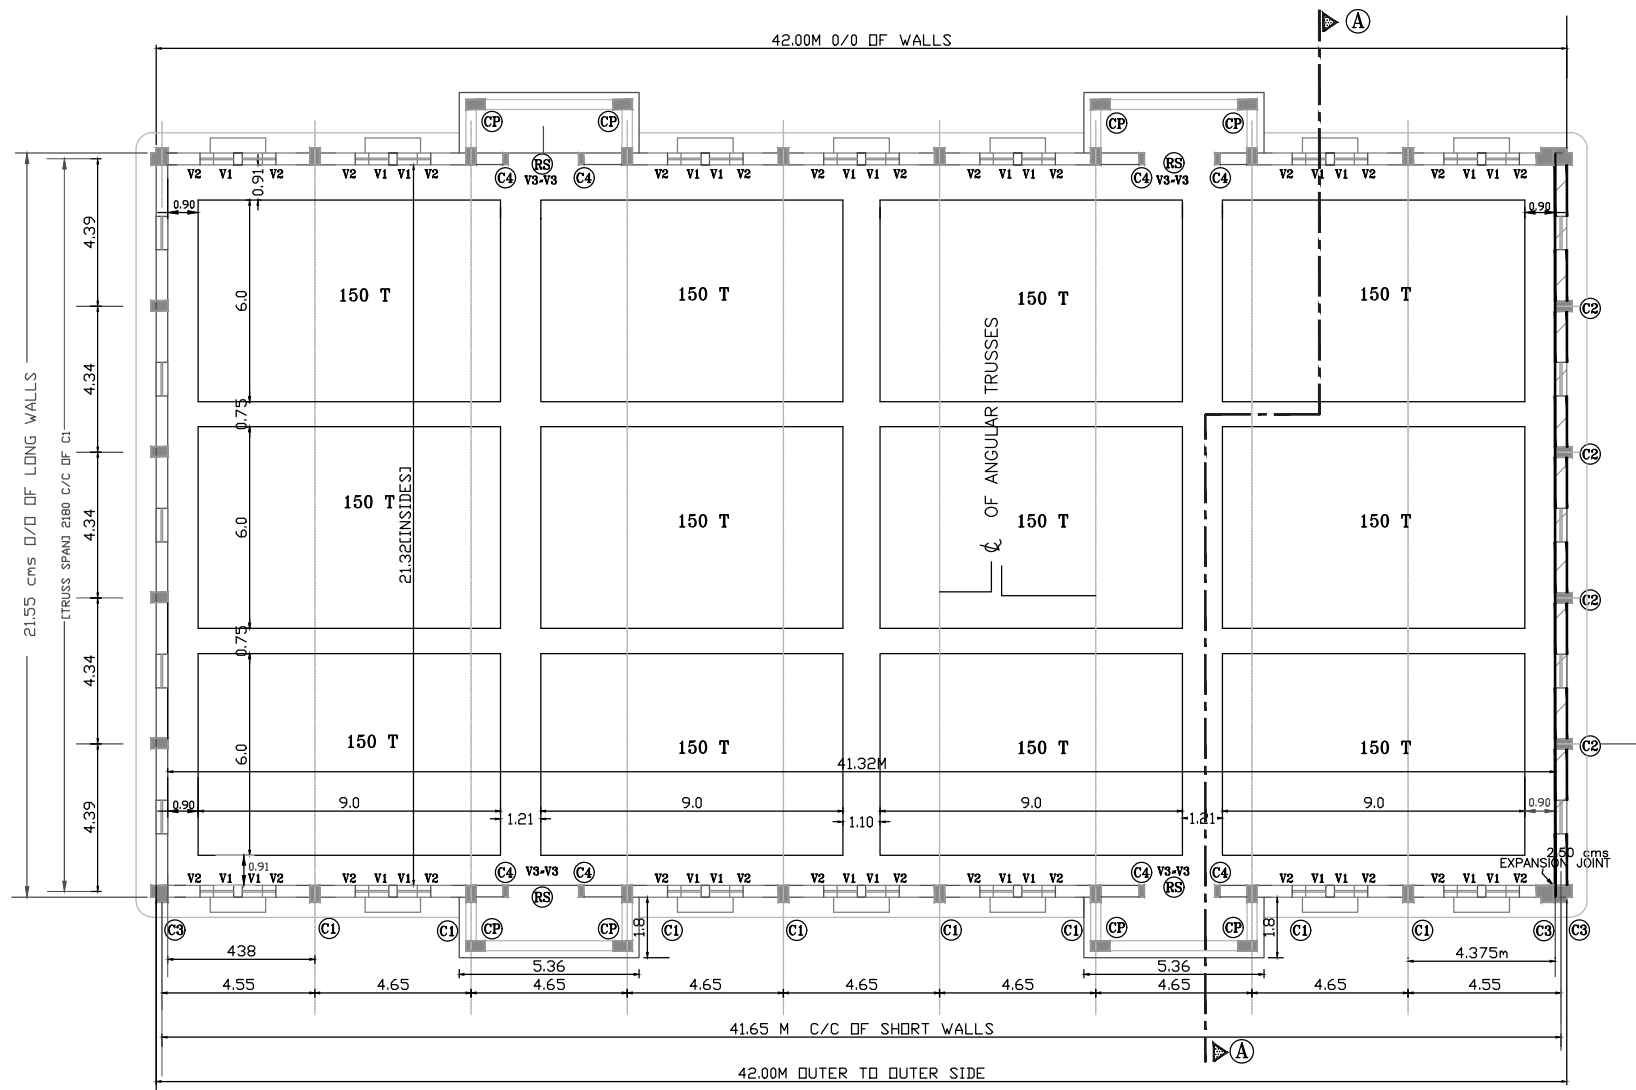 A
42.00M O/O OF WALLS
CP CP CP CP
V2 V1 V2 V1 V1 V2 C4 RS C4 V2 V1 V1 V2 V2 V1 V1 V2 V2 V1 V1 V2 C4 RS C4 V2 V1 V1 V2 V2 V1 V1 V2
V3-V3 V3-V3
0.91
0.90 0.90
4.39
6.0
150 T 150 T 150 T 150 T
C2
4.34
0.75
OF ANGULAR TRUSSES
21.55 cms O/O OF LONG WALLS
[TRUSS SPAN] 2180 C/C OF C1
C2
4.34
6.0
21.32[INSIDES]
150 T 150 T 150 T 150 T
C2
4.34
0.75
C2
4.39
6.0
150 T 150 T 150 T 150 T
41.32M
0.90 9.0 9.0 9.0 9.0 0.90
1.21 1.10 1.21
0.91
2.50 cms
EXPANSION JOINT
V3-V3 V3-V3
V2 V1 V1 V2 V2 V1 V1 V2 C4 RS C4 V2 V1 V1 V2 V2 V1 V1 V2 V2 V1 V1 V2 C4 RS C4 V2 V1 V1 V2 V2 V1 V1 V2
C3 C1 C1 CP CP 1.8 C1 C1 C1 C1 CP CP 1.8 C1 C1 C3 C3
438 4.375m
5.36 5.36
4.55 4.65 4.65 4.65 4.65 4.65 4.65 4.65 4.55
41.65 M C/C OF SHORT WALLS
A
42.00M OUTER TO OUTER SIDE